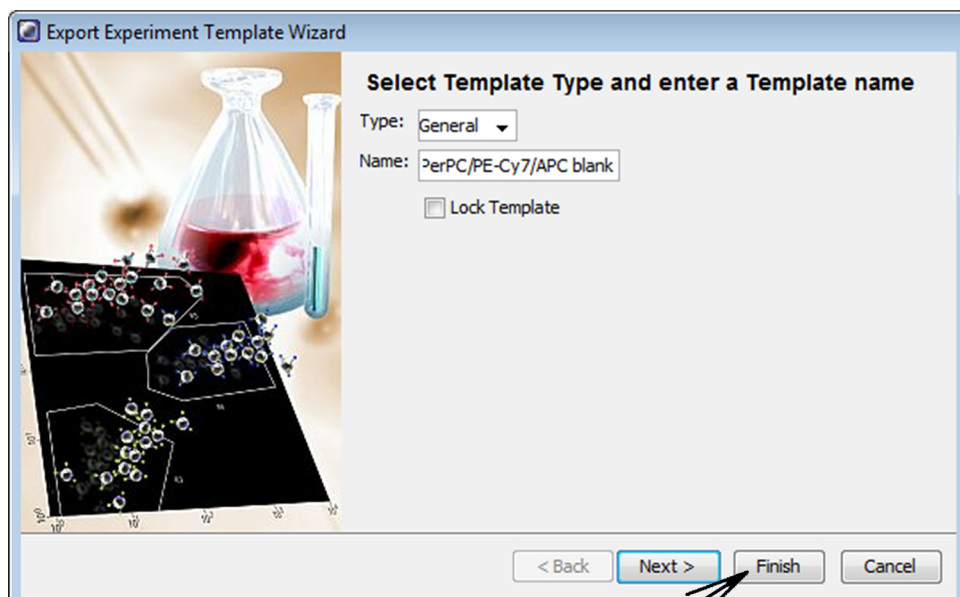 Export Experiment Template Wizard
Select Template Type and enter a Template name
Type: General
Name: PerPC/PE-Cy7/APC blank
Lock Template
< Back Next > Finish Cancel